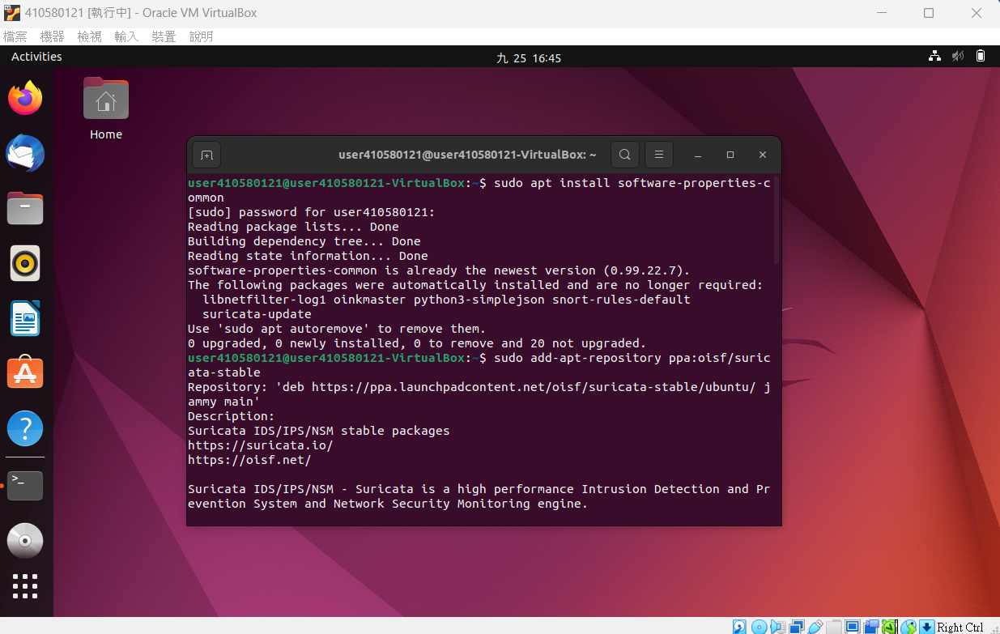 410580121 [執行中] - Oracle VM VirtualBox
檔案 機器 檢視 輸入 裝置 說明
Activities
九 25 16:45
Home
user410580121@user410580121-VirtualBox: ~
user410580121@user410580121-VirtualBox:~$ sudo apt install software-properties-c
ommon
[sudo] password for user410580121:
Reading package lists... Done
Building dependency tree... Done
Reading state information... Done
software-properties-common is already the newest version (0.99.22.7).
The following packages were automatically installed and are no longer required:
  libnetfilter-log1 oinkmaster python3-simplejson snort-rules-default
  suricata-update
Use 'sudo apt autoremove' to remove them.
0 upgraded, 0 newly installed, 0 to remove and 20 not upgraded.
user410580121@user410580121-VirtualBox:~$ sudo add-apt-repository ppa:oisf/suric
ata-stable
Repository: 'deb https://ppa.launchpadcontent.net/oisf/suricata-stable/ubuntu/ j
ammy main'
Description:
Suricata IDS/IPS/NSM stable packages
https://suricata.io/
https://oisf.net/
Suricata IDS/IPS/NSM - Suricata is a high performance Intrusion Detection and Pr
evention System and Network Security Monitoring engine.
Right Ctrl